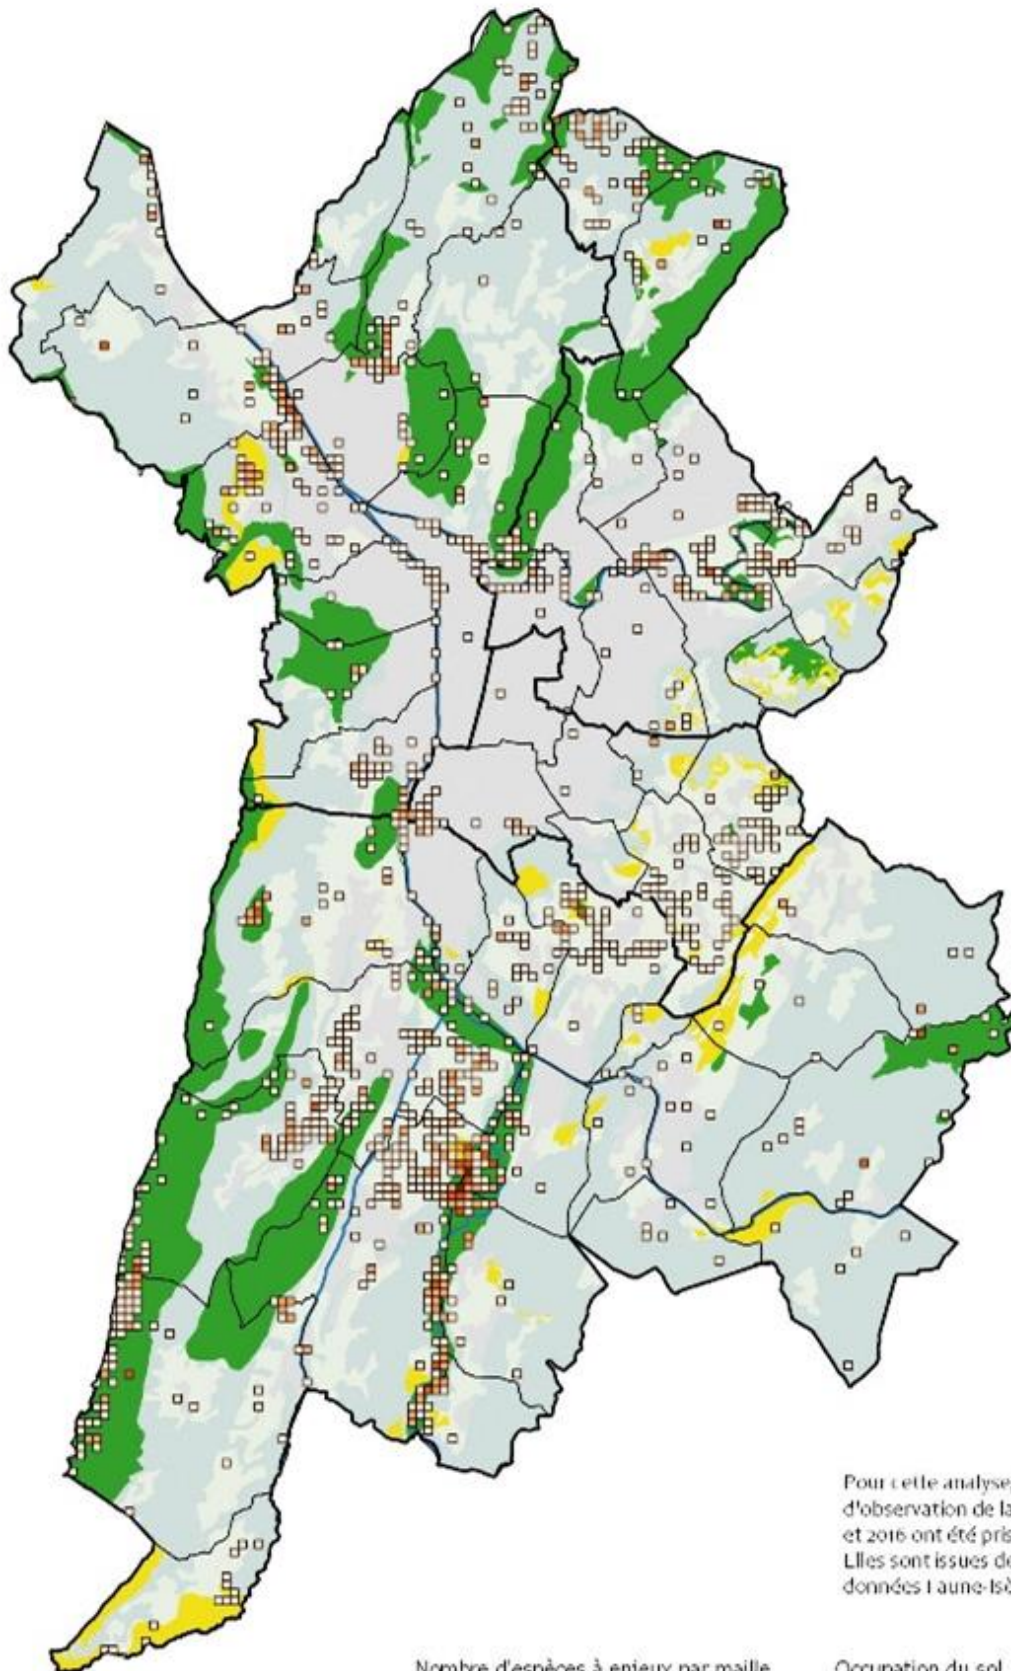 Pour cette analyse,
d'observation de la
et 2016 ont été pris
Elles sont issues de
données Faune-Isè
Nombre d'espèces à enjeux par maille
Occupation du sol